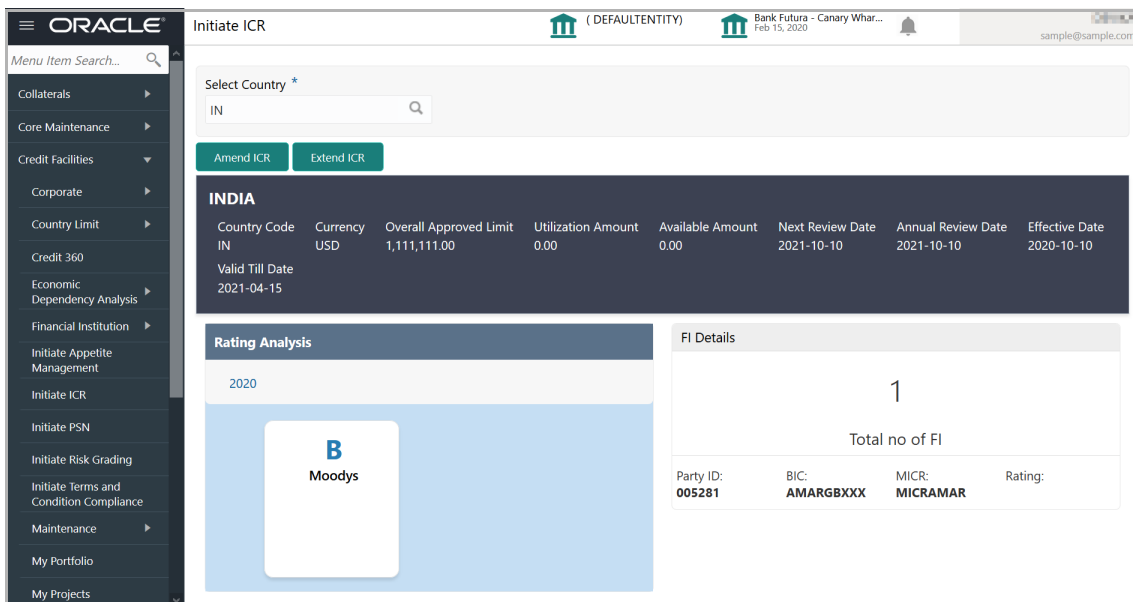 ORACLE
Initiate ICR
( DEFAULTENTITY)
Bank Futura - Canary Whar...
Feb 15, 2020
sample@sample.com
Menu Item Search...
Collaterals
Core Maintenance
Credit Facilities
Corporate
Country Limit
Credit 360
Economic
Dependency Analysis
Financial Institution
Initiate Appetite
Management
Initiate ICR
Initiate PSN
Initiate Risk Grading
Initiate Terms and
Condition Compliance
Maintenance
My Portfolio
My Projects
Select Country *
IN
Amend ICR Extend ICR
INDIA
Country Code Currency Overall Approved Limit Utilization Amount Available Amount Next Review Date Annual Review Date Effective Date
IN USD 1,111,111.00 0.00 0.00 2021-10-10 2021-10-10 2020-10-10
Valid Till Date
2021-04-15
Rating Analysis
2020
B
Moodys
FI Details
1
Total no of FI
Party ID: BIC: MICR: Rating:
005281 AMARGBXXX MICRAMAR